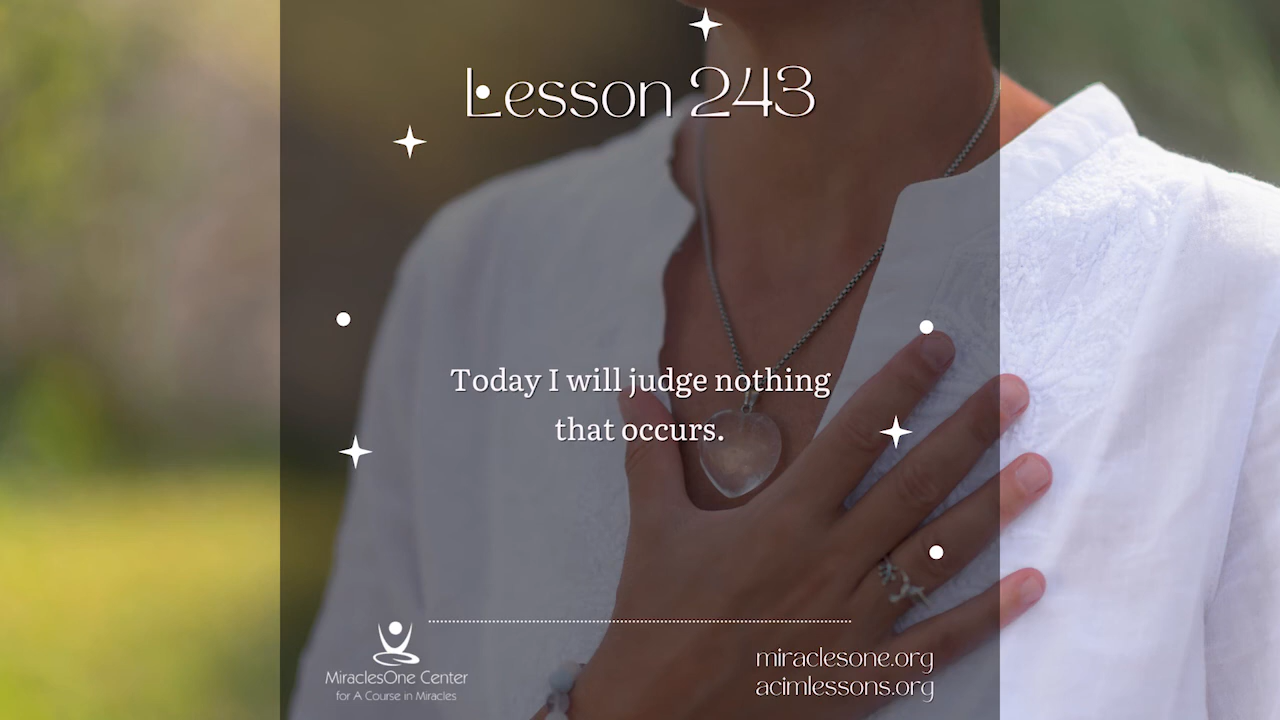 Lesson 243
Today I will judge nothing
that occurs.
MiraclesOne Center
for A Course in Miracles
miraclesone.org
acimlessons.org